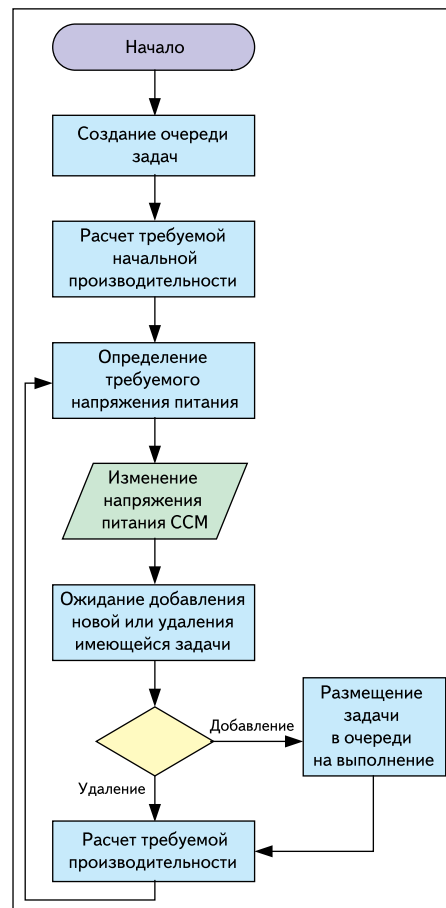 Начало
Создание очереди
задач
Расчет требуемой
начальной
производительности
Определение
требуемого
напряжения питания
Изменение
напряжения
питания ССМ
Ожидание добавления
новой или удаления
имеющейся задачи
Добавление
Размещение
задачи
в очереди
на выполнение
Удаление
Расчет требуемой
производительности